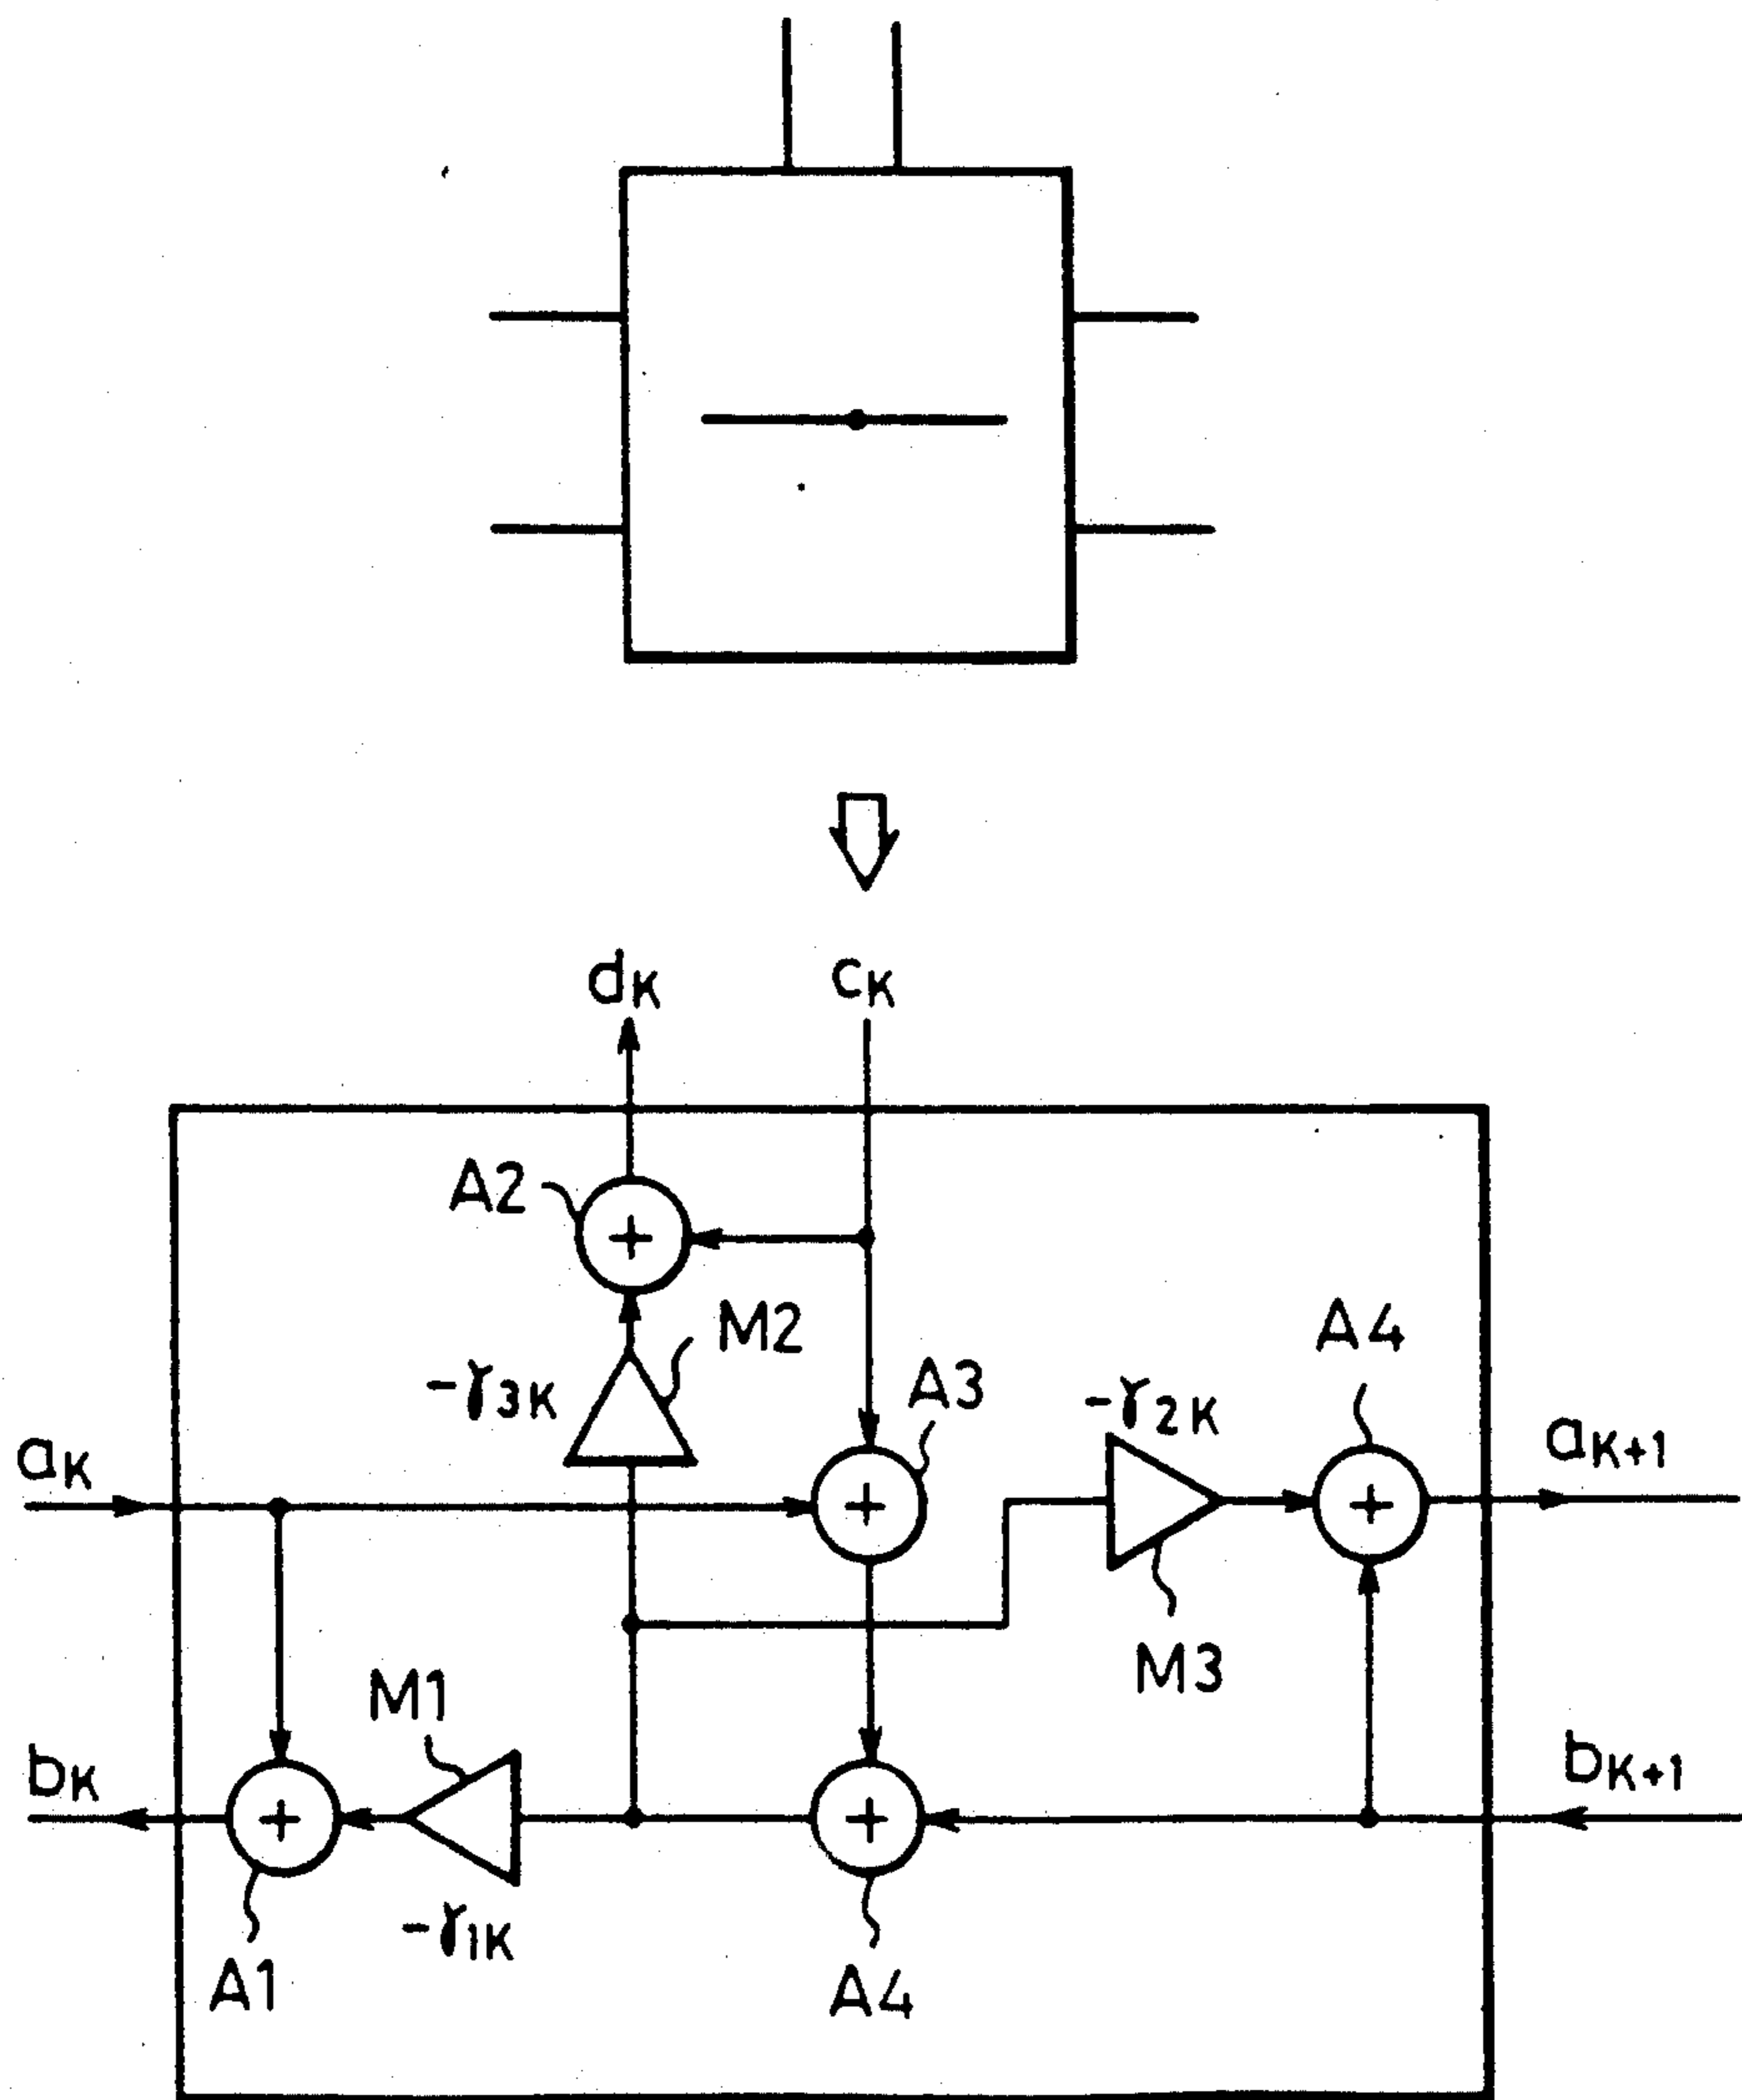 dK cK
A2 +
M2
A4
-γ3K A3 -γ2K
aK + + aK+1
M3
M1
bK + + bK+1
-γ1K
A1 A4